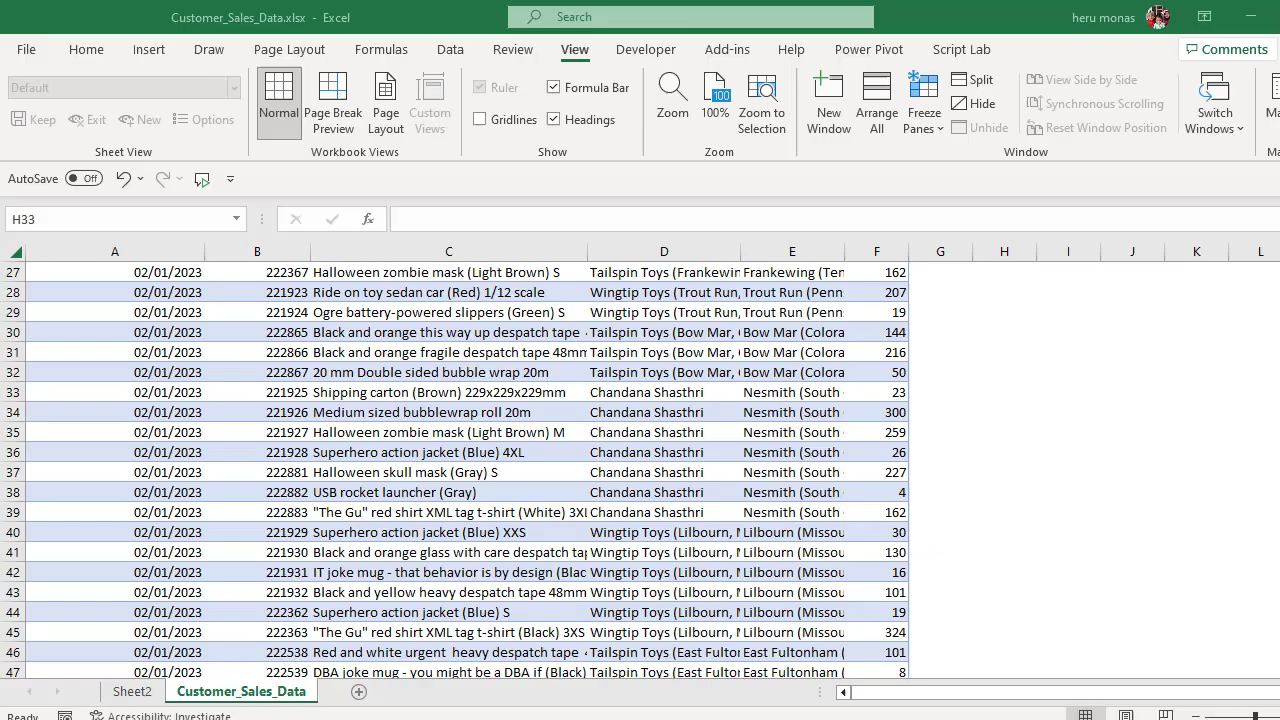 Customer_Sales_Data.xlsx - Excel
Search
heru monas
File Home Insert Draw Page Layout Formulas Data Review View Developer Add-ins Help Power Pivot Script Lab Comments
Default
Keep Exit New Options
Sheet View
Normal Page Break Preview Page Layout Custom Views
Workbook Views
Ruler Formula Bar
Gridlines Headings
Show
Zoom 100% Zoom to Selection
100
Zoom
New Window Arrange All Freeze Panes
Split
Hide
Unhide
View Side by Side
Synchronous Scrolling
Reset Window Position
Window
Switch Windows
Ma
Ma
AutoSave Off
H33 fx
A B C D E F G H I J K L
27 02/01/2023 222367 Halloween zombie mask (Light Brown) S Tailspin Toys (Frankewin Frankewing (Ten 162
28 02/01/2023 221923 Ride on toy sedan car (Red) 1/12 scale Wingtip Toys (Trout Run, Trout Run (Penn 207
29 02/01/2023 221924 Ogre battery-powered slippers (Green) S Wingtip Toys (Trout Run, Trout Run (Penn 19
30 02/01/2023 222865 Black and orange this way up despatch tape Tailspin Toys (Bow Mar, Bow Mar (Colora 144
31 02/01/2023 222866 Black and orange fragile despatch tape 48mm Tailspin Toys (Bow Mar, Bow Mar (Colora 216
32 02/01/2023 222867 20 mm Double sided bubble wrap 20m Tailspin Toys (Bow Mar, Bow Mar (Colora 50
33 02/01/2023 221925 Shipping carton (Brown) 229x229x229mm Chandana Shasthri Nesmith (South 23
34 02/01/2023 221926 Medium sized bubblewrap roll 20m Chandana Shasthri Nesmith (South 300
35 02/01/2023 221927 Halloween zombie mask (Light Brown) M Chandana Shasthri Nesmith (South 259
36 02/01/2023 221928 Superhero action jacket (Blue) 4XL Chandana Shasthri Nesmith (South 26
37 02/01/2023 222881 Halloween skull mask (Gray) S Chandana Shasthri Nesmith (South 227
38 02/01/2023 222882 USB rocket launcher (Gray) Chandana Shasthri Nesmith (South 4
39 02/01/2023 222883 "The Gu" red shirt XML tag t-shirt (White) 3XL Chandana Shasthri Nesmith (South 162
40 02/01/2023 221929 Superhero action jacket (Blue) XXS Wingtip Toys (Lilbourn, Lilbourn (Missou 30
41 02/01/2023 221930 Black and orange glass with care despatch tap Wingtip Toys (Lilbourn, Lilbourn (Missou 130
42 02/01/2023 221931 IT joke mug - that behavior is by design (Blac Wingtip Toys (Lilbourn, Lilbourn (Missou 16
43 02/01/2023 221932 Black and yellow heavy despatch tape 48mm Wingtip Toys (Lilbourn, Lilbourn (Missou 101
44 02/01/2023 222362 Superhero action jacket (Blue) S Wingtip Toys (Lilbourn, Lilbourn (Missou 19
45 02/01/2023 222363 "The Gu" red shirt XML tag t-shirt (Black) 3XS Wingtip Toys (Lilbourn, Lilbourn (Missou 324
46 02/01/2023 222538 Red and white urgent heavy despatch tape Tailspin Toys (East Fulton East Fultonham ( 101
47 02/01/2023 222539 DBA joke mug - you might be a DBA if (Black) Tailspin Toys (East Fulton East Fultonham ( 8
Sheet2 Customer_Sales_Data
Ready Accessibility: Investigate